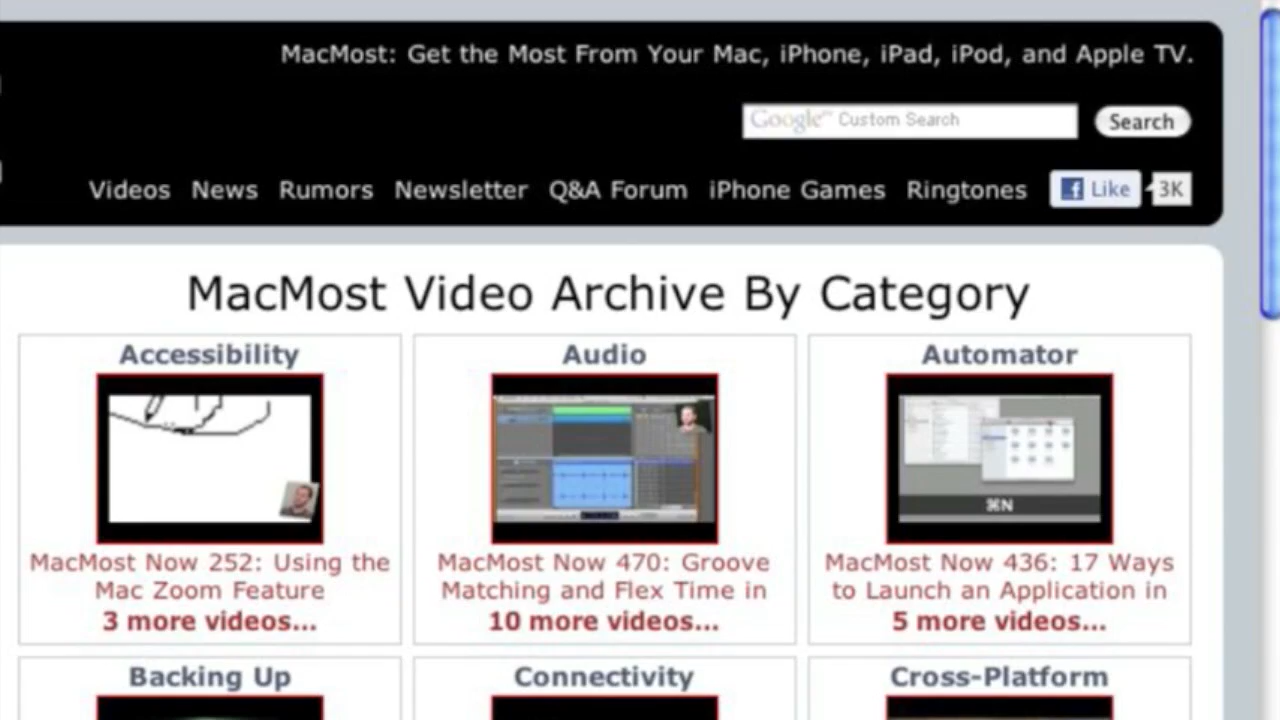 MacMost: Get the Most From Your Mac, iPhone, iPad, iPod, and Apple TV.
Google™ Custom Search
Search
Videos News Rumors Newsletter Q&A Forum iPhone Games Ringtones
Like 3K
MacMost Video Archive By Category
Accessibility
MacMost Now 252: Using the
Mac Zoom Feature
3 more videos...
Audio
MacMost Now 470: Groove
Matching and Flex Time in
10 more videos...
Automator
⌘N
MacMost Now 436: 17 Ways
to Launch an Application in
5 more videos...
Backing Up
Connectivity
Cross-Platform